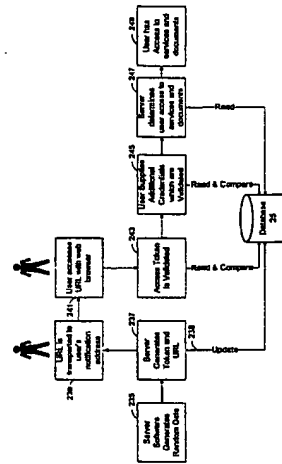 235
Server
Software
Generates
Random Data
237
Server
Generates
Token and
URL
238
Update
239
URL is
transported to
user's
notification
address
241
User accesses
URL with web
browser
243
Access Token
is Validated
Read & Compare
245
User Supplies
Additional
Credentials
which are
Validated
Read & Compare
247
Server
determines
user access to
services and
documents
Read
249
User has
Access to
services and
documents
Database
25